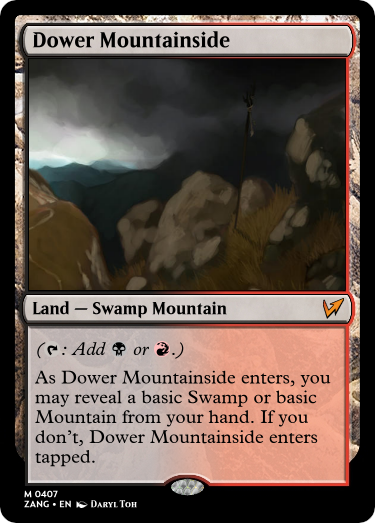 Dower Mountainside
Land — Swamp Mountain
(: Add or .)
As Dower Mountainside enters, you
may reveal a basic Swamp or basic
Mountain from your hand. If you
don't, Dower Mountainside enters
tapped.
M 0407
ZANG • EN Daryl Toh